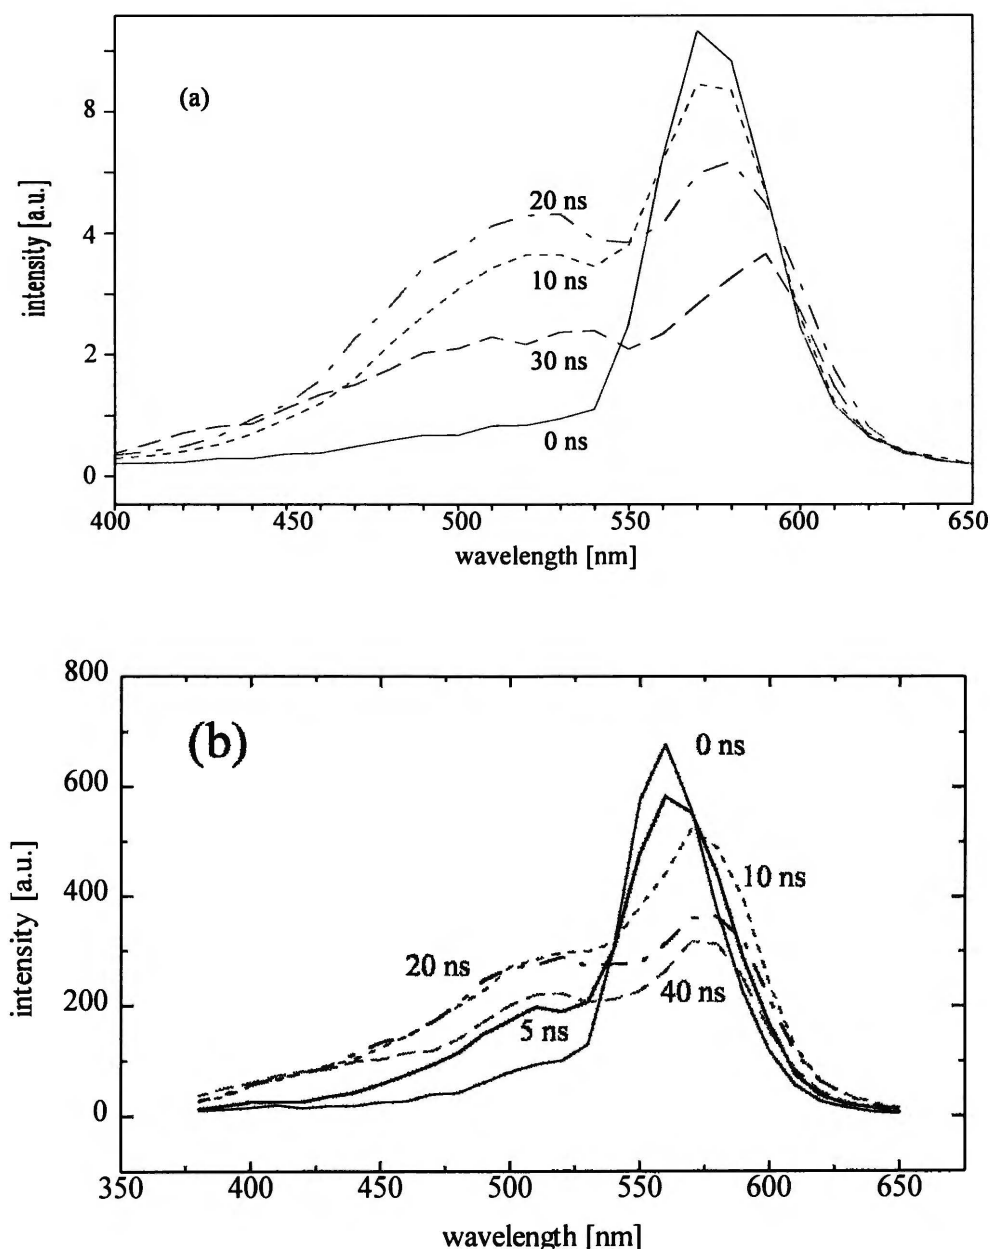 (a)
8
4
2
0
intensity [a.u.]
20 ns
10 ns
30 ns
0 ns
400 450 500 550 600 650
wavelength [nm]
800
600
400
200
0
intensity [a.u.]
(b)
0 ns
10 ns
20 ns
40 ns
5 ns
350 400 450 500 550 600 650
wavelength [nm]